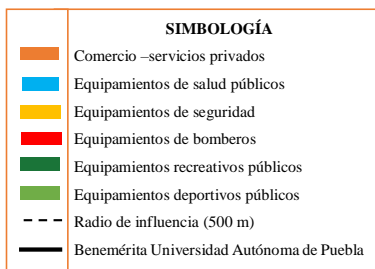 SIMBOLOGÍA
Comercio –servicios privados
Equipamientos de salud públicos
Equipamientos de seguridad
Equipamientos de bomberos
Equipamientos recreativos públicos
Equipamientos deportivos públicos
Radio de influencia (500 m)
Benemérita Universidad Autónoma de Puebla